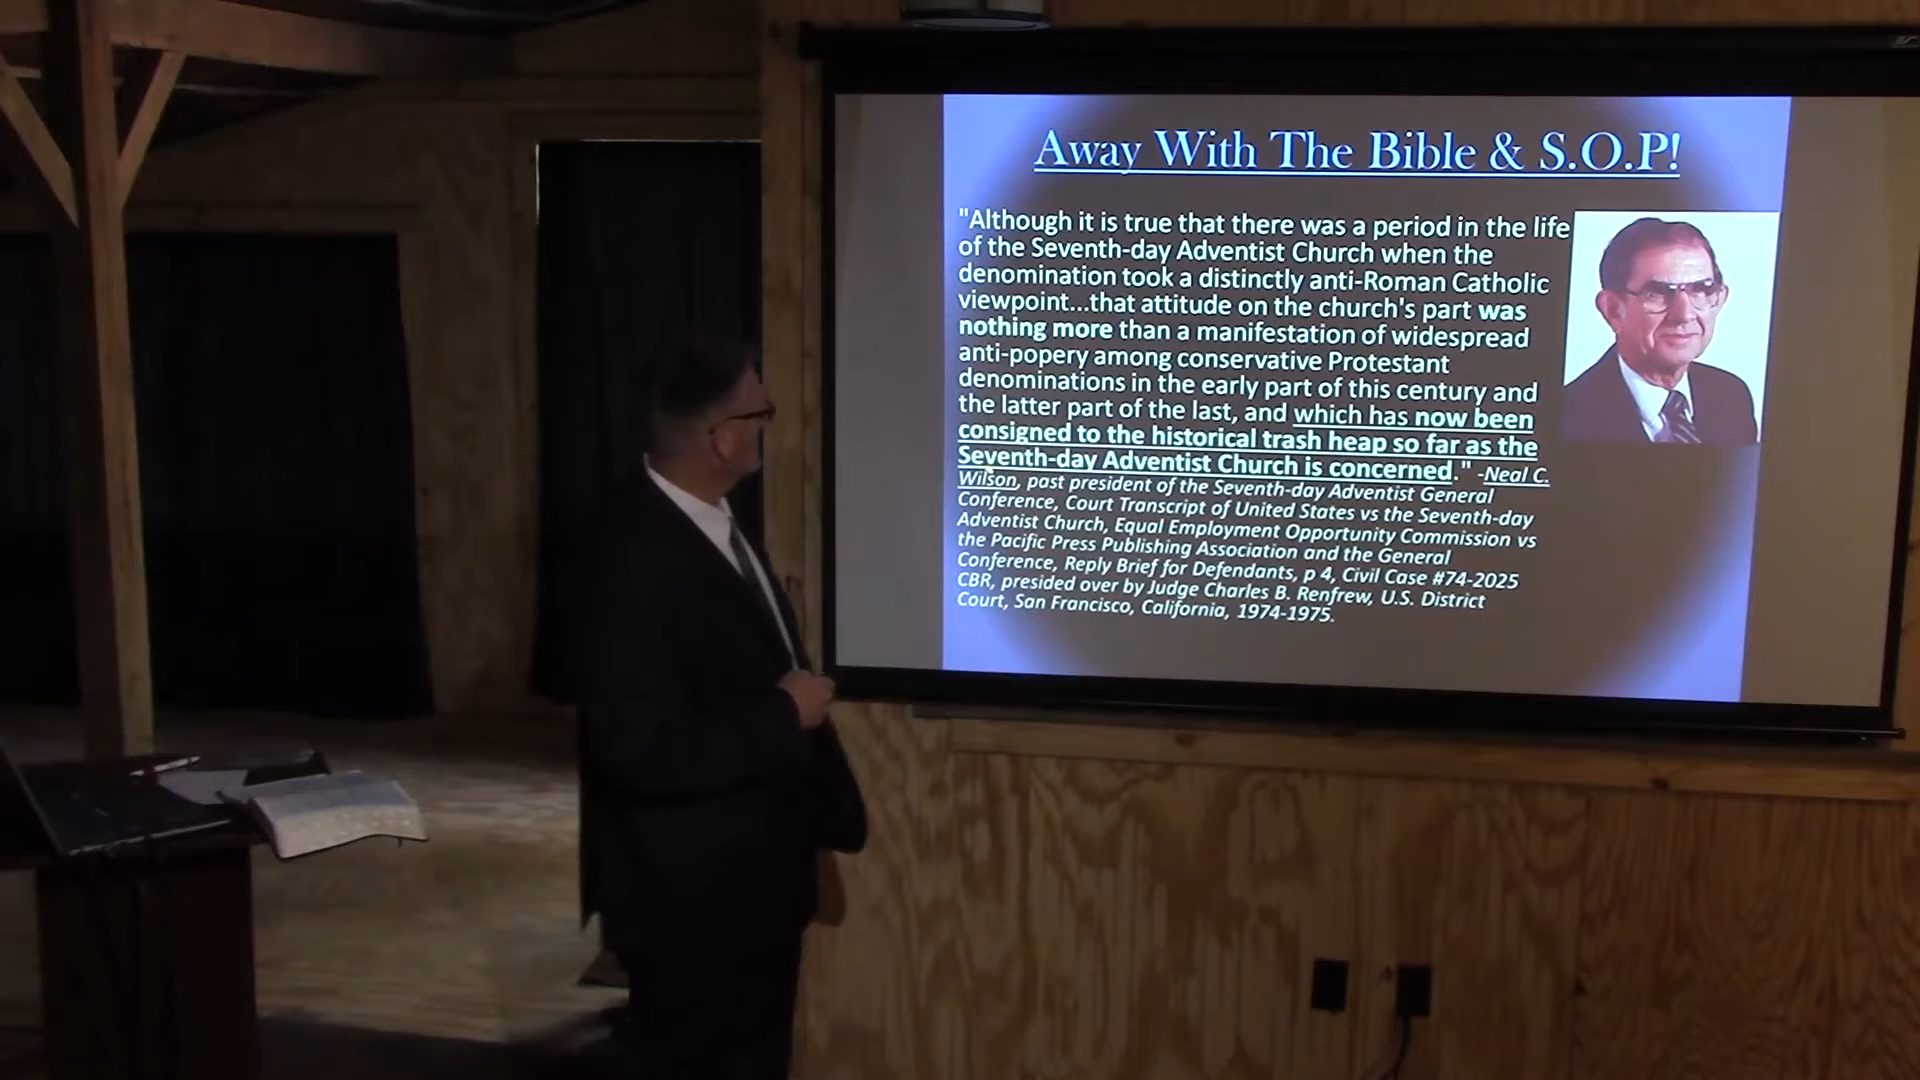 Away With The Bible & S.O.P!
"Although it is true that there was a period in the life
of the Seventh-day Adventist Church when the
denomination took a distinctly anti-Roman Catholic
viewpoint...that attitude on the church's part was
nothing more than a manifestation of widespread
anti-popery among conservative Protestant
denominations in the early part of this century and
the latter part of the last, and which has now been
consigned to the historical trash heap so far as the
Seventh-day Adventist Church is concerned." -Neal C.
Wilson, past president of the Seventh-day Adventist General
Conference, Court Transcript of United States vs the Seventh-day
Adventist Church, Equal Employment Opportunity Commission vs
the Pacific Press Publishing Association and the General
Conference, Reply Brief for Defendants, p 4, Civil Case #74-2025
CBR, presided over by Judge Charles B. Renfrew, U.S. District
Court, San Francisco, California, 1974-1975.